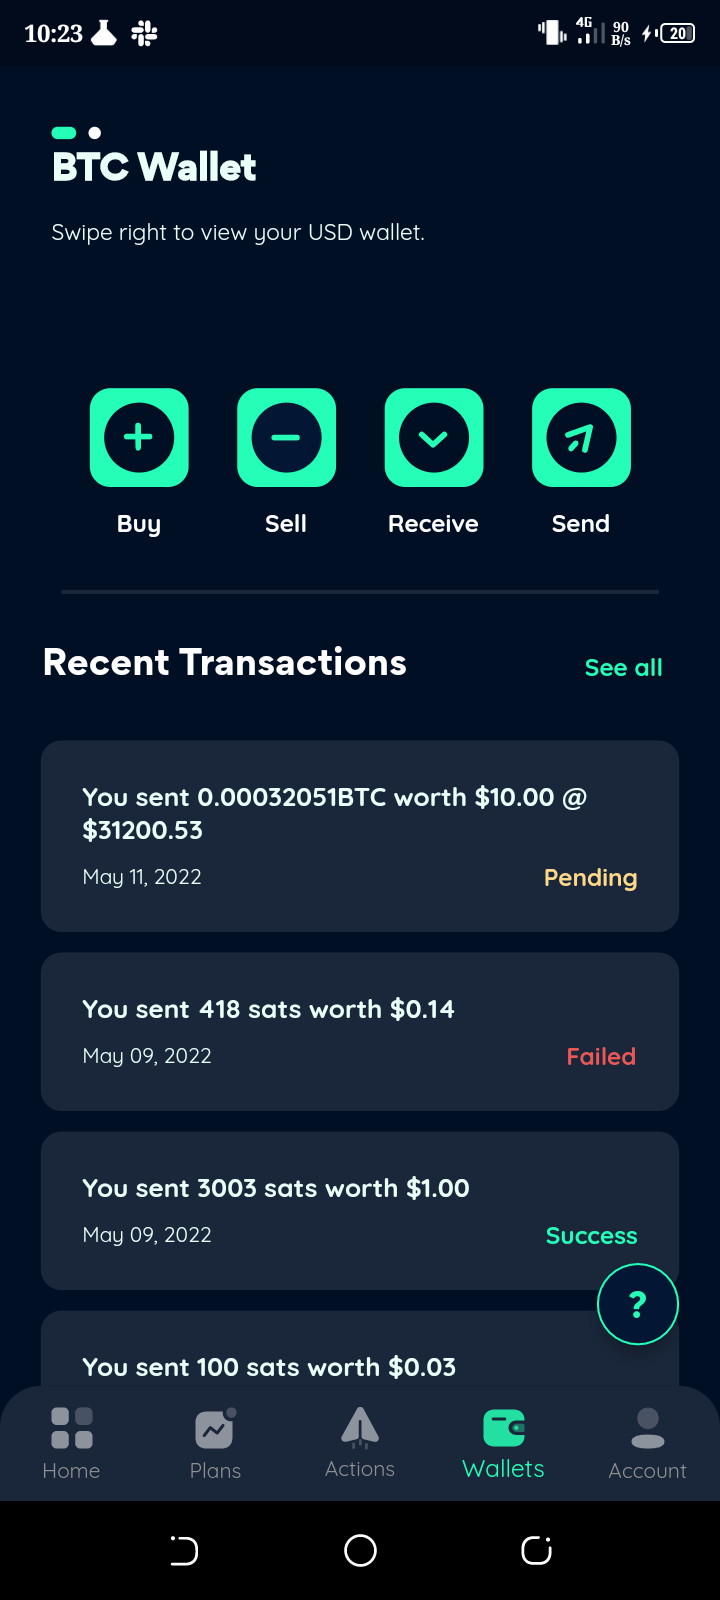 10:23
4G
90
B/s
20
BTC Wallet
Swipe right to view your USD wallet.
Buy
Sell
Receive
Send
Recent Transactions
See all
You sent 0.00032051BTC worth $10.00 @
$31200.53
May 11, 2022
Pending
You sent 418 sats worth $0.14
May 09, 2022
Failed
You sent 3003 sats worth $1.00
May 09, 2022
Success
?
You sent 100 sats worth $0.03
Home
Plans
Actions
Wallets
Account